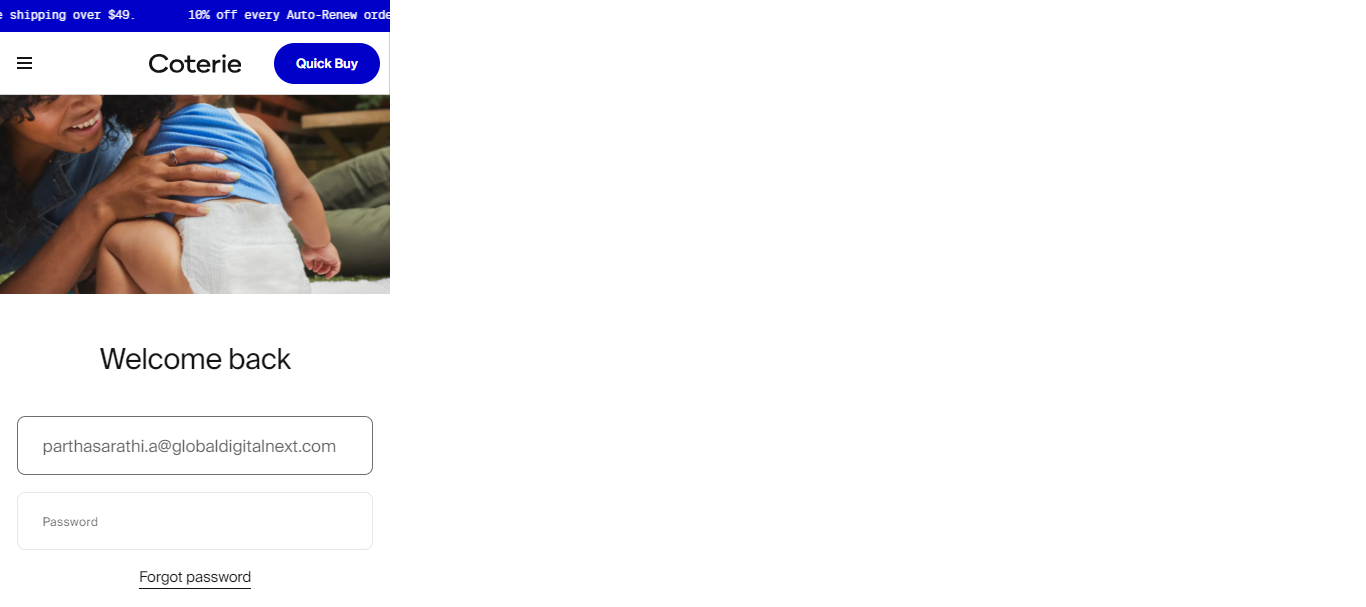 shipping over $49. 10% off every Auto-Renew
Coterie
Quick Buy
Welcome back
parthasarathi.a@globaldigitalnext.com
Password
Forgot password